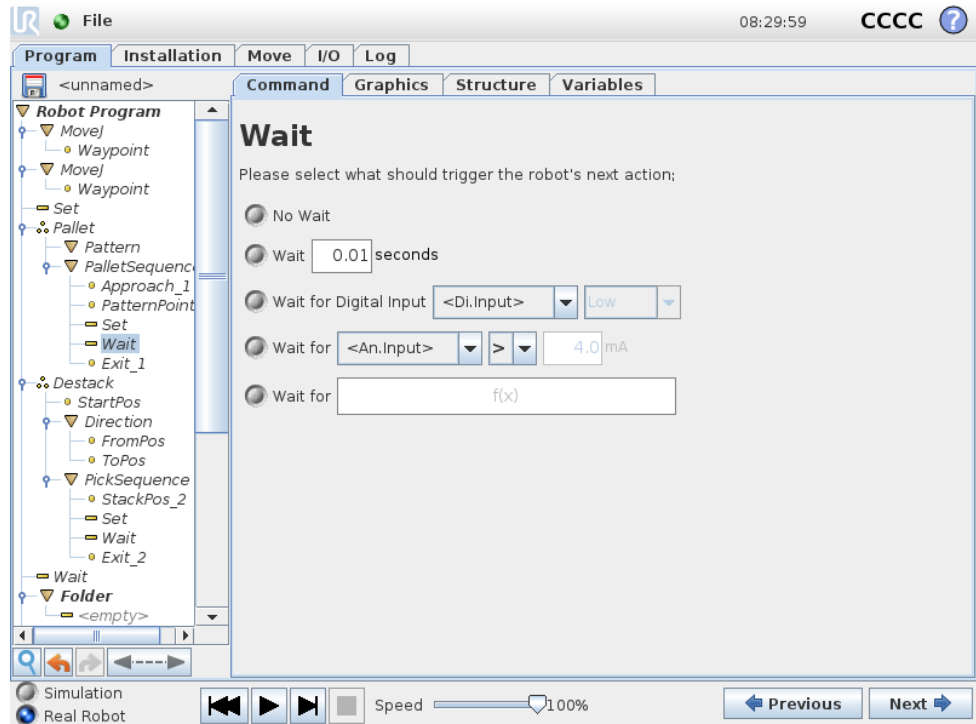 UR File 08:29:59 CCCC ?
Program Installation Move I/O Log
<unnamed>
Command Graphics Structure Variables
Robot Program
MoveJ
Waypoint
MoveJ
Waypoint
Set
Pallet
Pattern
PalletSequenc
Approach_1
PatternPoint
Set
Wait
Exit_1
Destack
StartPos
Direction
FromPos
ToPos
PickSequence
StackPos_2
Set
Wait
Exit_2
Wait
Folder
<empty>
Wait
Please select what should trigger the robot's next action;
No Wait
Wait 0.01 seconds
Wait for Digital Input <Di.Input> Low
Wait for <An.Input> > 4.0 mA
Wait for f(x)
Simulation
Real Robot
Speed 100%
Previous Next